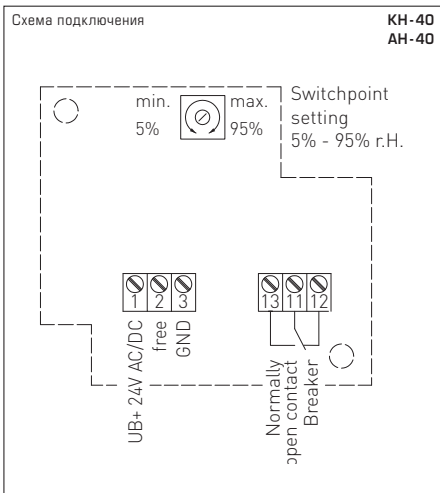 Схема подключения
KH-40
AH-40
min.
5%
max.
95%
Switchpoint
setting
5% - 95% r.H.
1 2 3
13 11 12
UB+ 24V AC/DC
free
GND
Normally
open contact
Breaker